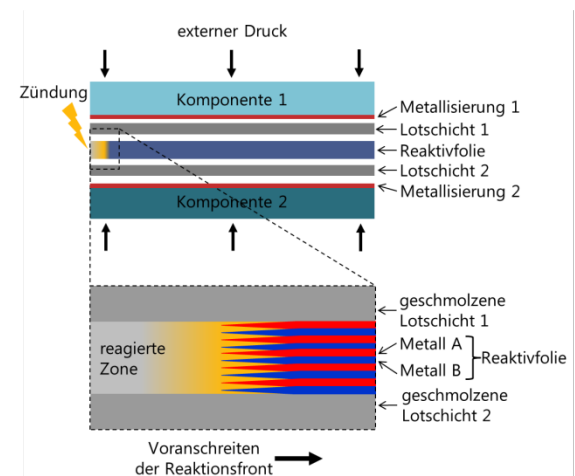 externer Druck
Zündung
Komponente 1
Metallisierung 1
Lotschicht 1
Reaktivfolie
Lotschicht 2
Metallisierung 2
Komponente 2
geschmolzene
Lotschicht 1
reagierte
Zone
Metall A
Metall B
Reaktivfolie
geschmolzene
Lotschicht 2
Voranschreiten
der Reaktionsfront